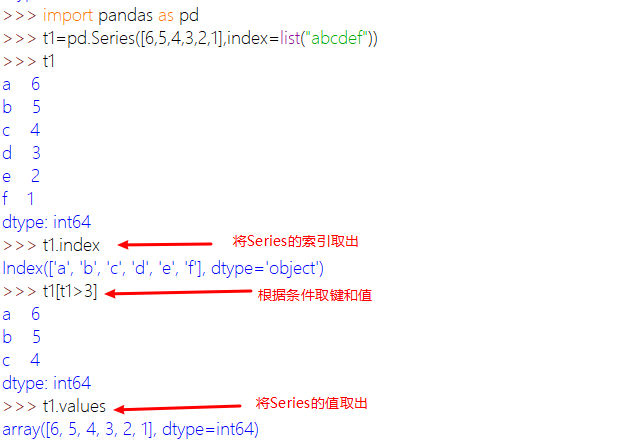 >>> import pandas as pd
>>> t1=pd.Series([6,5,4,3,2,1],index=list("abcdef"))
>>> t1
a 6
b 5
c 4
d 3
e 2
f 1
dtype: int64
>>> t1.index 将Series的索引取出
Index(['a', 'b', 'c', 'd', 'e', 'f'], dtype='object')
>>> t1[t1>3] 根据条件取键和值
a 6
b 5
c 4
dtype: int64
>>> t1.values 将Series的值取出
array([6, 5, 4, 3, 2, 1], dtype=int64)